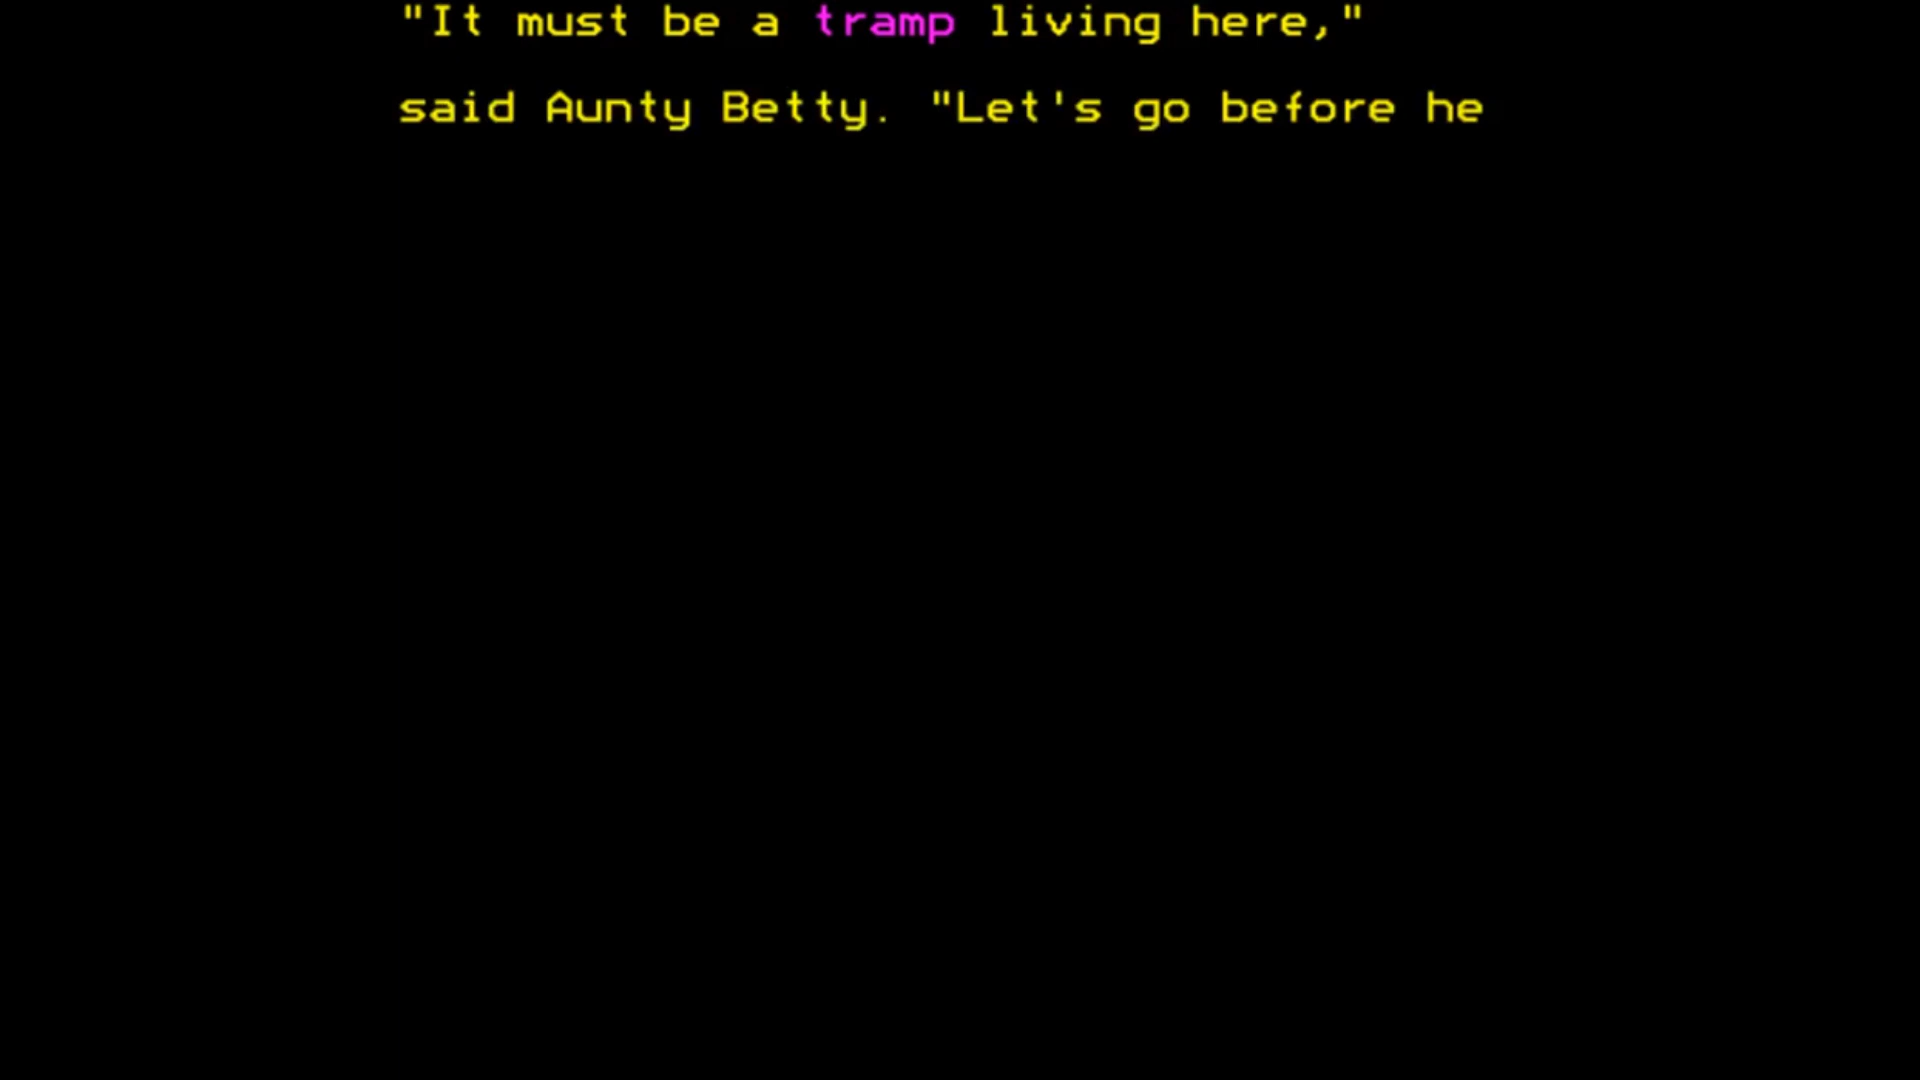 "It must be a tramp living here,"
said Aunty Betty. "Let's go before he